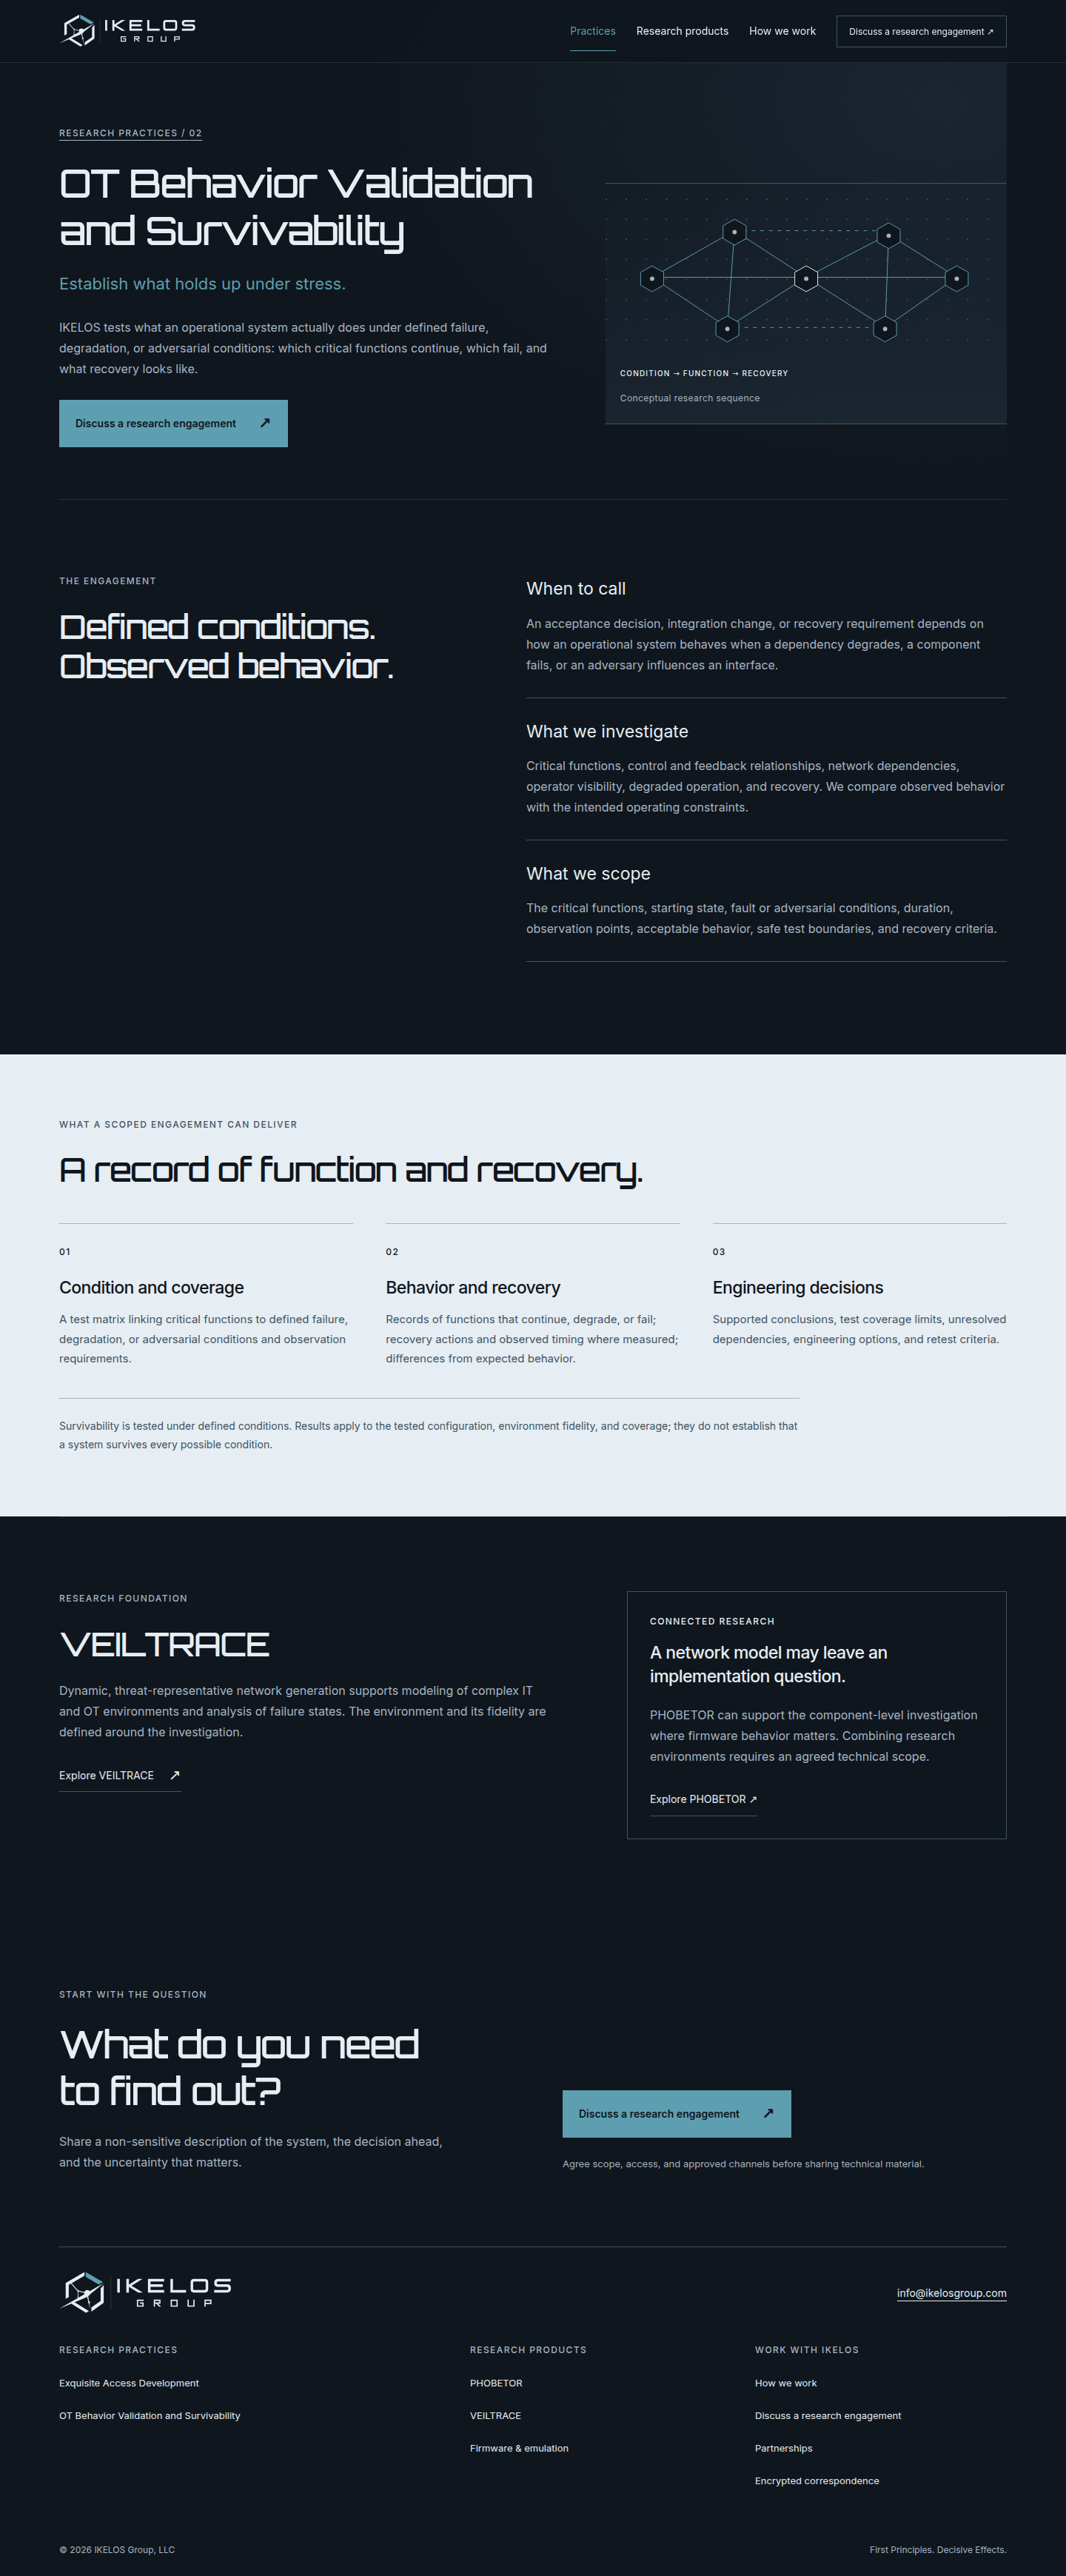 IKELOS
GROUP
Practices
Research products
How we work
Discuss a research engagement ↗
RESEARCH PRACTICES / 02
OT Behavior Validation
and Survivability
Establish what holds up under stress.
IKELOS tests what an operational system actually does under defined failure,
degradation, or adversarial conditions: which critical functions continue, which fail, and
what recovery looks like.
Discuss a research engagement ↗
CONDITION → FUNCTION → RECOVERY
Conceptual research sequence
THE ENGAGEMENT
Defined conditions.
Observed behavior.
When to call
An acceptance decision, integration change, or recovery requirement depends on
how an operational system behaves when a dependency degrades, a component
fails, or an adversary influences an interface.
What we investigate
Critical functions, control and feedback relationships, network dependencies,
operator visibility, degraded operation, and recovery. We compare observed behavior
with the intended operating constraints.
What we scope
The critical functions, starting state, fault or adversarial conditions, duration,
observation points, acceptable behavior, safe test boundaries, and recovery criteria.
WHAT A SCOPED ENGAGEMENT CAN DELIVER
A record of function and recovery.
01
Condition and coverage
A test matrix linking critical functions to defined failure,
degradation, or adversarial conditions and observation
requirements.
02
Behavior and recovery
Records of functions that continue, degrade, or fail;
recovery actions and observed timing where measured;
differences from expected behavior.
03
Engineering decisions
Supported conclusions, test coverage limits, unresolved
dependencies, engineering options, and retest criteria.
Survivability is tested under defined conditions. Results apply to the tested configuration, environment fidelity, and coverage; they do not establish that
a system survives every possible condition.
RESEARCH FOUNDATION
VEILTRACE
Dynamic, threat-representative network generation supports modeling of complex IT
and OT environments and analysis of failure states. The environment and its fidelity are
defined around the investigation.
Explore VEILTRACE ↗
CONNECTED RESEARCH
A network model may leave an
implementation question.
PHOBETOR can support the component-level investigation
where firmware behavior matters. Combining research
environments requires an agreed technical scope.
Explore PHOBETOR ↗
START WITH THE QUESTION
What do you need
to find out?
Share a non-sensitive description of the system, the decision ahead,
and the uncertainty that matters.
Discuss a research engagement ↗
Agree scope, access, and approved channels before sharing technical material.
IKELOS
GROUP
info@ikelosgroup.com
RESEARCH PRACTICES
Exquisite Access Development
OT Behavior Validation and Survivability
RESEARCH PRODUCTS
PHOBETOR
VEILTRACE
Firmware & emulation
WORK WITH IKELOS
How we work
Discuss a research engagement
Partnerships
Encrypted correspondence
© 2026 IKELOS Group, LLC
First Principles. Decisive Effects.